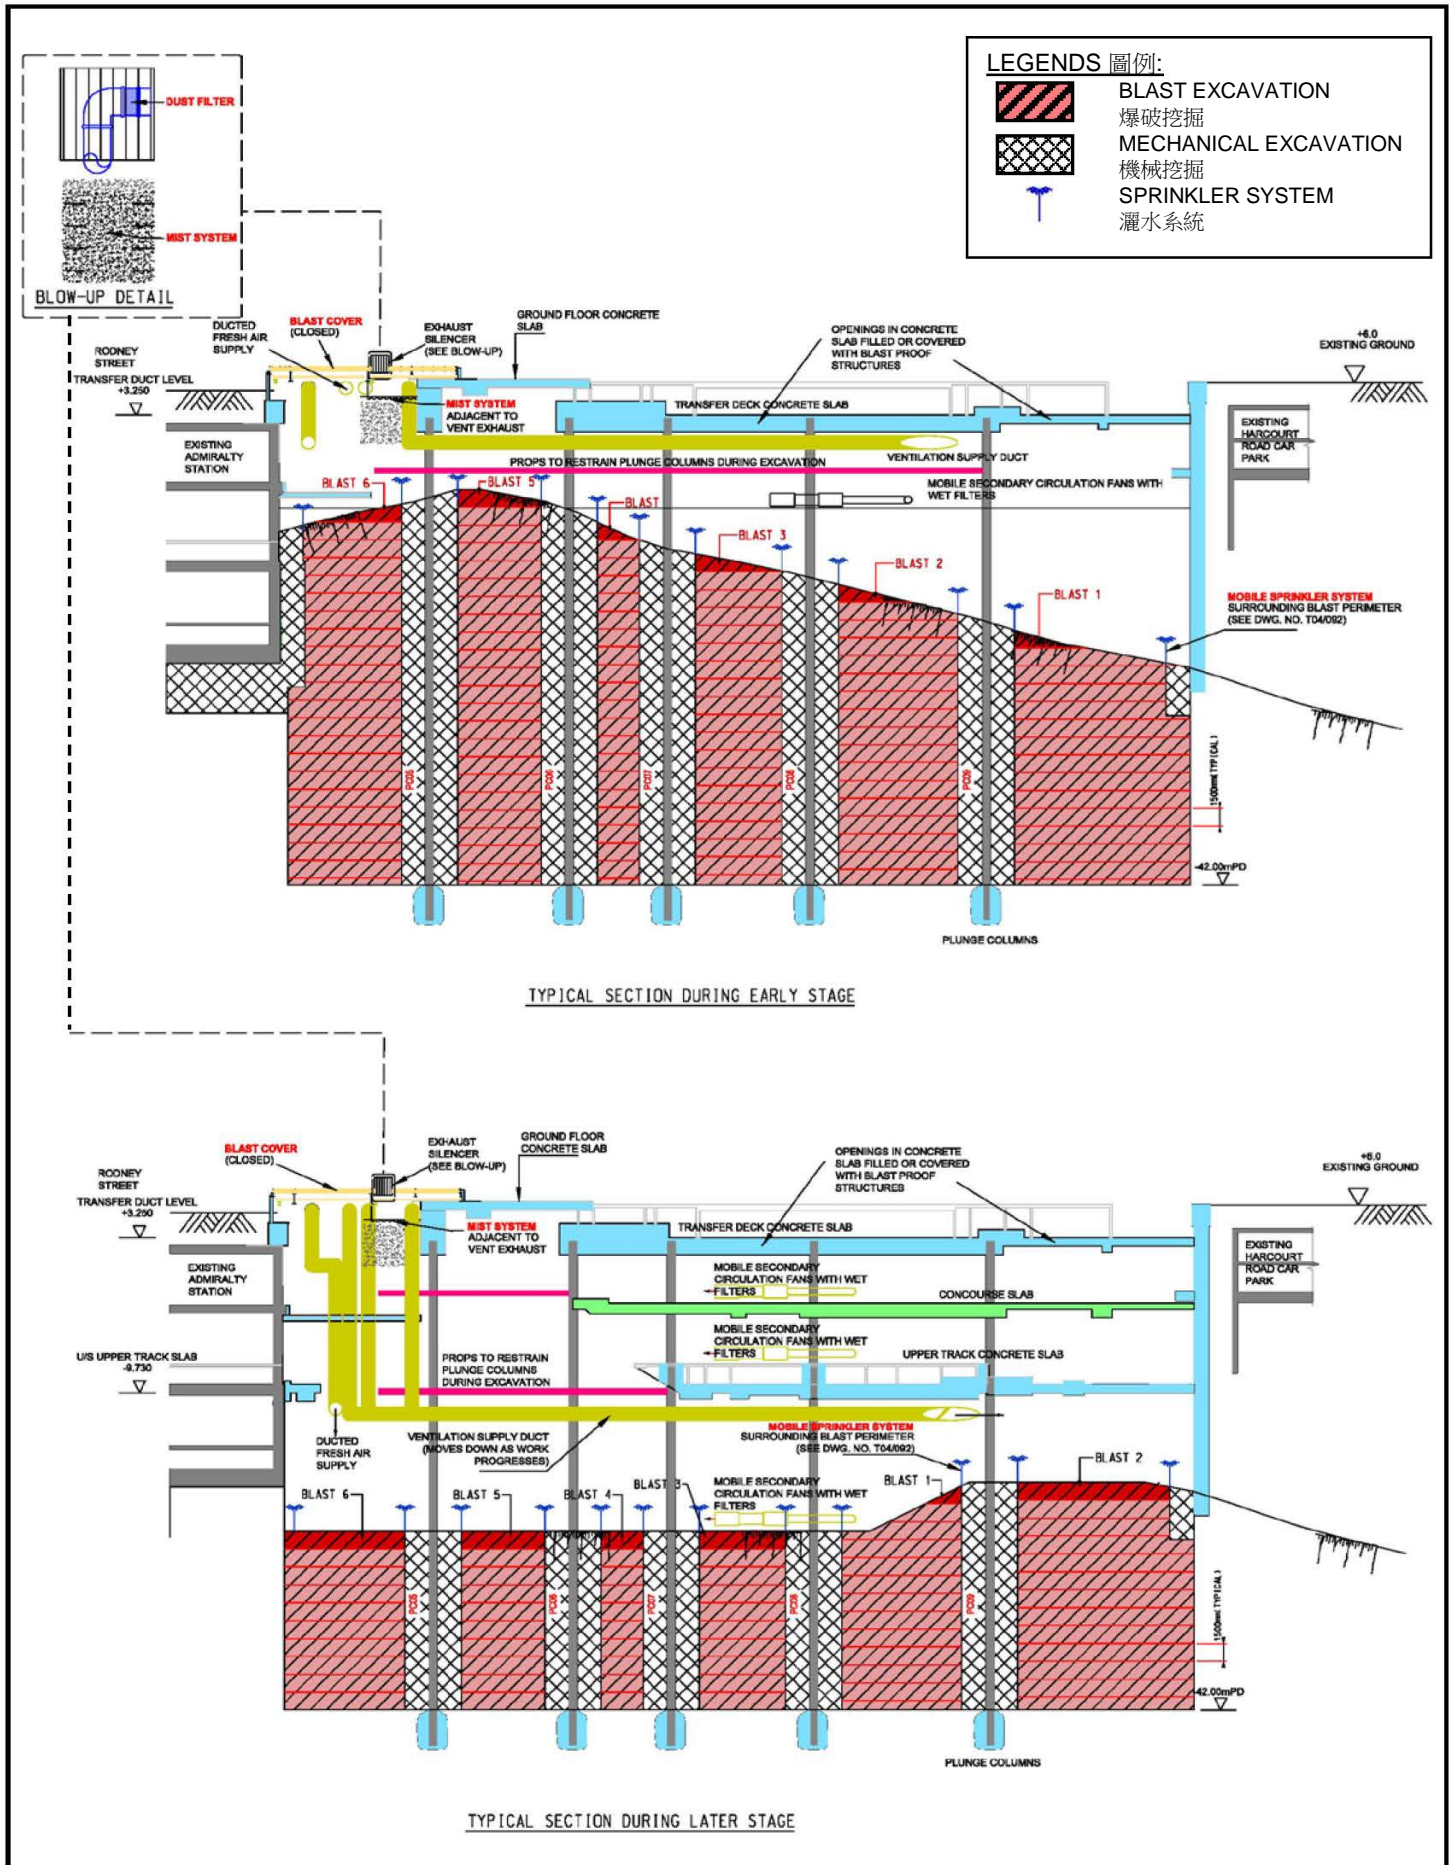 LEGENDS 圖例:
BLAST EXCAVATION
爆破挖掘
MECHANICAL EXCAVATION
機械挖掘
SPRINKLER SYSTEM
灑水系統
DUST FILTER
MIST SYSTEM
BLOW-UP DETAIL
RODNEY
STREET
TRANSFER DUCT LEVEL
+3.250
DUCTED
FRESH AIR
SUPPLY
BLAST COVER
(CLOSED)
EXHAUST
SILENCER
(SEE BLOW-UP)
GROUND FLOOR CONCRETE
SLAB
OPENINGS IN CONCRETE
SLAB FILLED OR COVERED
WITH BLAST PROOF
STRUCTURES
+6.0
EXISTING GROUND
MIST SYSTEM
ADJACENT TO
VENT EXHAUST
TRANSFER DECK CONCRETE SLAB
EXISTING
ADMIRALTY
STATION
EXISTING
HARCOURT
ROAD CAR
PARK
VENTILATION SUPPLY DUCT
PROPS TO RESTRAIN PLUNGE COLUMNS DURING EXCAVATION
MOBILE SECONDARY CIRCULATION FANS WITH
WET FILTERS
BLAST 6
BLAST 5
BLAST
BLAST 3
BLAST 2
BLAST 1
MOBILE SPRINKLER SYSTEM
SURROUNDING BLAST PERIMETER
(SEE DWG. NO. T04/092)
PC05
PC06
PC07
PC08
PC09
1500mm(TYPICAL)
-42.00mPD
PLUNGE COLUMNS
TYPICAL SECTION DURING EARLY STAGE
RODNEY
STREET
TRANSFER DUCT LEVEL
+3.250
BLAST COVER
(CLOSED)
EXHAUST
SILENCER
(SEE BLOW-UP)
GROUND FLOOR
CONCRETE SLAB
OPENINGS IN CONCRETE
SLAB FILLED OR COVERED
WITH BLAST PROOF
STRUCTURES
+6.0
EXISTING GROUND
MIST SYSTEM
ADJACENT TO
VENT EXHAUST
TRANSFER DECK CONCRETE SLAB
EXISTING
ADMIRALTY
STATION
EXISTING
HARCOURT
ROAD CAR
PARK
MOBILE SECONDARY
CIRCULATION FANS WITH WET
FILTERS
CONCOURSE SLAB
MOBILE SECONDARY
CIRCULATION FANS WITH WET
FILTERS
UPPER TRACK CONCRETE SLAB
U/S UPPER TRACK SLAB
-9.730
PROPS TO RESTRAIN
PLUNGE COLUMNS
DURING EXCAVATION
DUCTED
FRESH AIR
SUPPLY
VENTILATION SUPPLY DUCT
(MOVES DOWN AS WORK
PROGRESSES)
MOBILE SPRINKLER SYSTEM
SURROUNDING BLAST PERIMETER
(SEE DWG. NO. T04/092)
MOBILE SECONDARY
CIRCULATION FANS WITH WET
FILTERS
BLAST 6
BLAST 5
BLAST 4
BLAST 3
BLAST 1
BLAST 2
PC05
PC06
PC07
PC08
PC09
1500mm(TYPICAL)
-42.00mPD
PLUNGE COLUMNS
TYPICAL SECTION DURING LATER STAGE